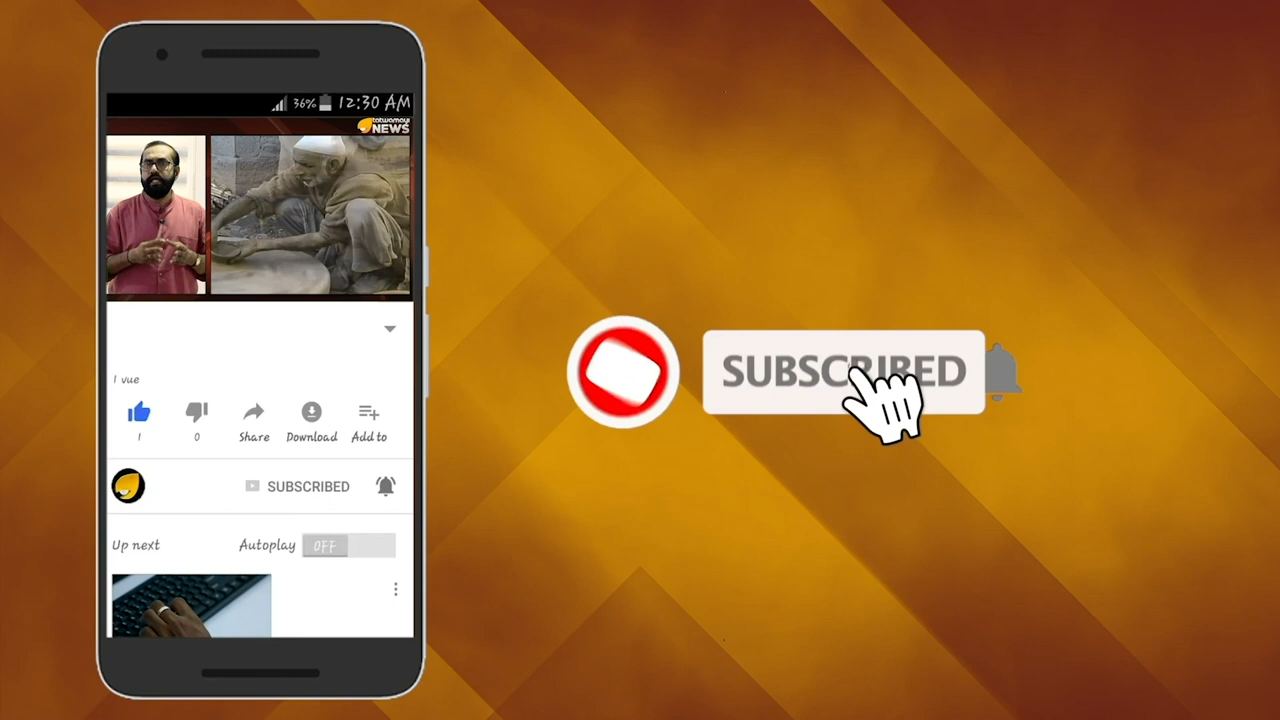 36% 12:30 AM
tatwamayi
NEWS
1 vue
1
0
Share
Download
Add to
SUBSCRIBED
Up next
Autoplay
OFF
SUBSCRIBED